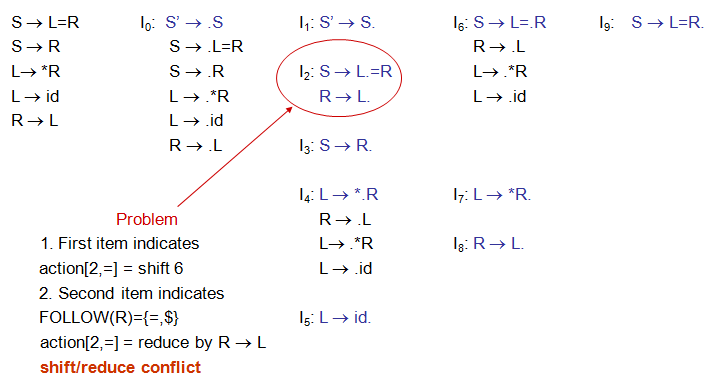 S → L=R
S → R
L→ *R
L → id
R → L
I0: S’ → .S
S → .L=R
S → .R
L → .*R
L → .id
R → .L
I1: S’ → S.
I2: S → L.=R
R → L.
I3: S → R.
I4: L → *.R
R → .L
L→ .*R
L → .id
I5: L → id.
I6: S → L=.R
R → .L
L→ .*R
L → .id
I7: L → *R.
I8: R → L.
I9: S → L=R.
Problem
1. First item indicates
action[2,=] = shift 6
2. Second item indicates
FOLLOW(R)={=,$}
action[2,=] = reduce by R → L
shift/reduce conflict